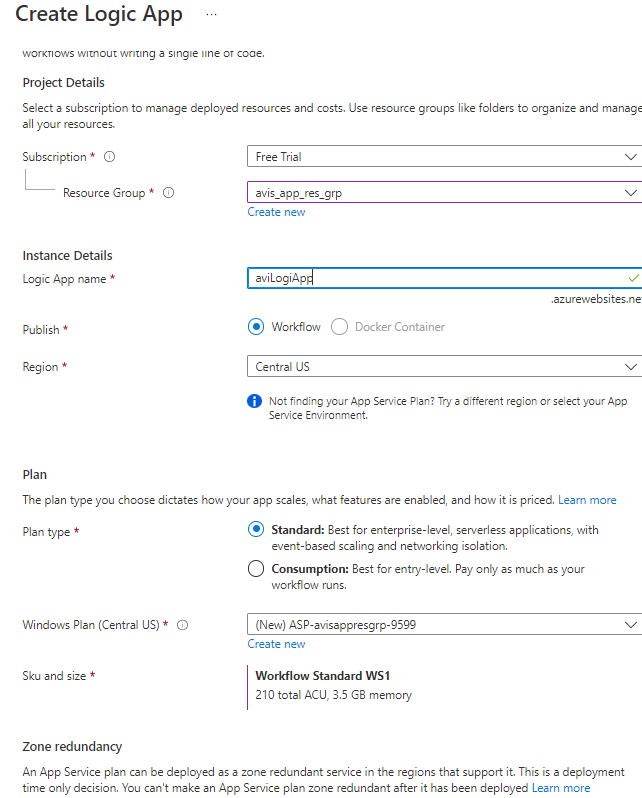 Create Logic App ...
workflows without writing a single line of code.
Project Details
Select a subscription to manage deployed resources and costs. Use resource groups like folders to organize and manage
all your resources.
Subscription *
Free Trial
Resource Group *
avis_app_res_grp
Create new
Instance Details
Logic App name *
aviLogiApp
.azurewebsites.ne
Publish *
Workflow
Docker Container
Region *
Central US
Not finding your App Service Plan? Try a different region or select your App
Service Environment.
Plan
The plan type you choose dictates how your app scales, what features are enabled, and how it is priced. Learn more
Plan type *
Standard: Best for enterprise-level, serverless applications, with
event-based scaling and networking isolation.
Consumption: Best for entry-level. Pay only as much as your
workflow runs.
Windows Plan (Central US) *
(New) ASP-avisappresgrp-9599
Create new
Sku and size *
Workflow Standard WS1
210 total ACU, 3.5 GB memory
Zone redundancy
An App Service plan can be deployed as a zone redundant service in the regions that support it. This is a deployment
time only decision. You can't make an App Service plan zone redundant after it has been deployed Learn more